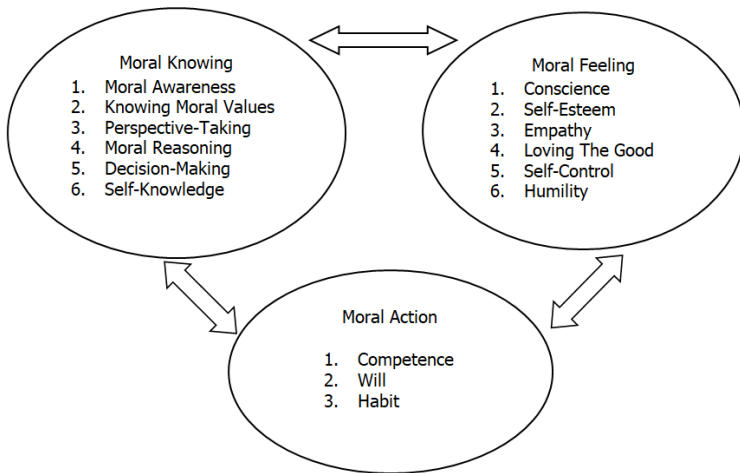 Moral Knowing
1. Moral Awareness
2. Knowing Moral Values
3. Perspective-Taking
4. Moral Reasoning
5. Decision-Making
6. Self-Knowledge
Moral Feeling
1. Conscience
2. Self-Esteem
3. Empathy
4. Loving The Good
5. Self-Control
6. Humility
Moral Action
1. Competence
2. Will
3. Habit